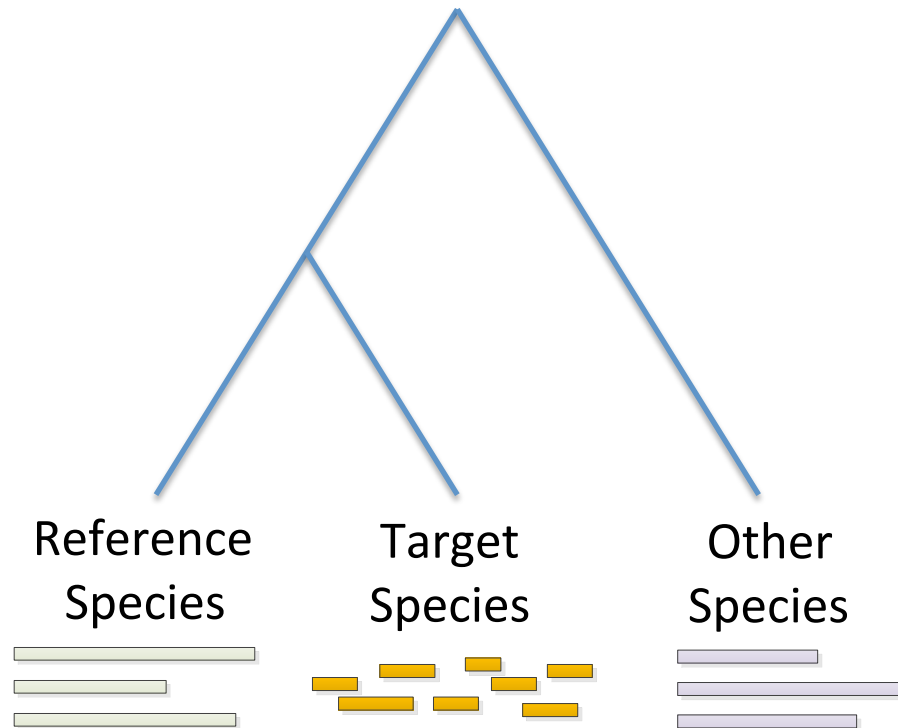 Reference
Species
Target
Species
Other
Species